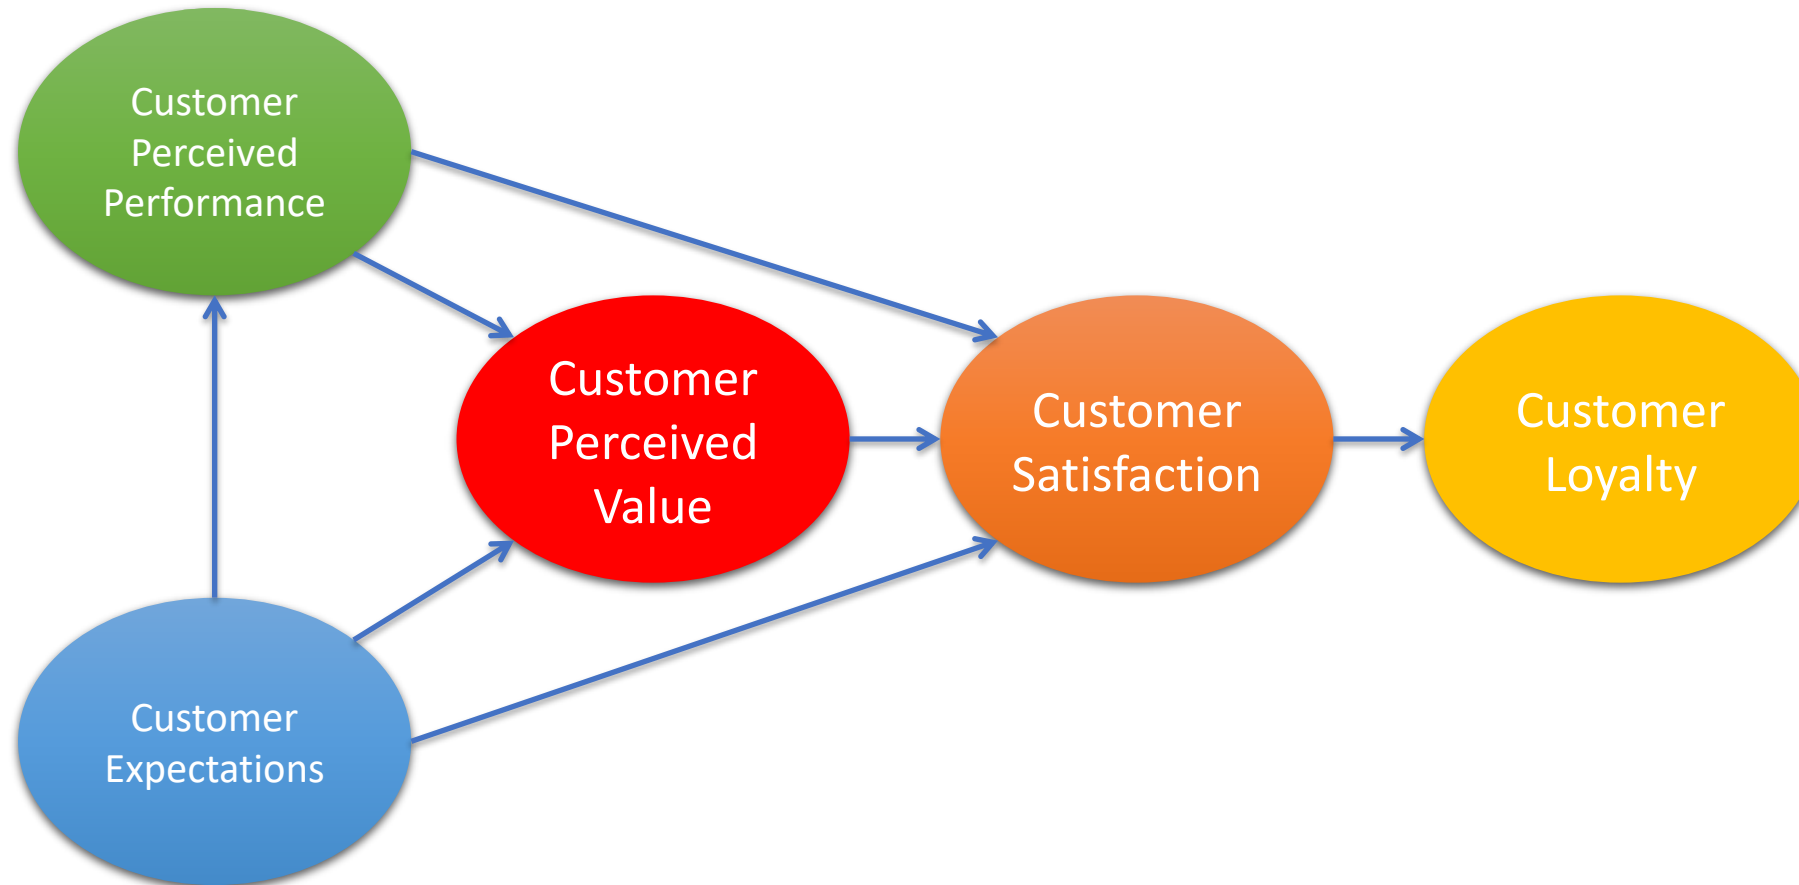 Customer
Perceived
Performance
Customer
Perceived
Value
Customer
Satisfaction
Customer
Loyalty
Customer
Expectations